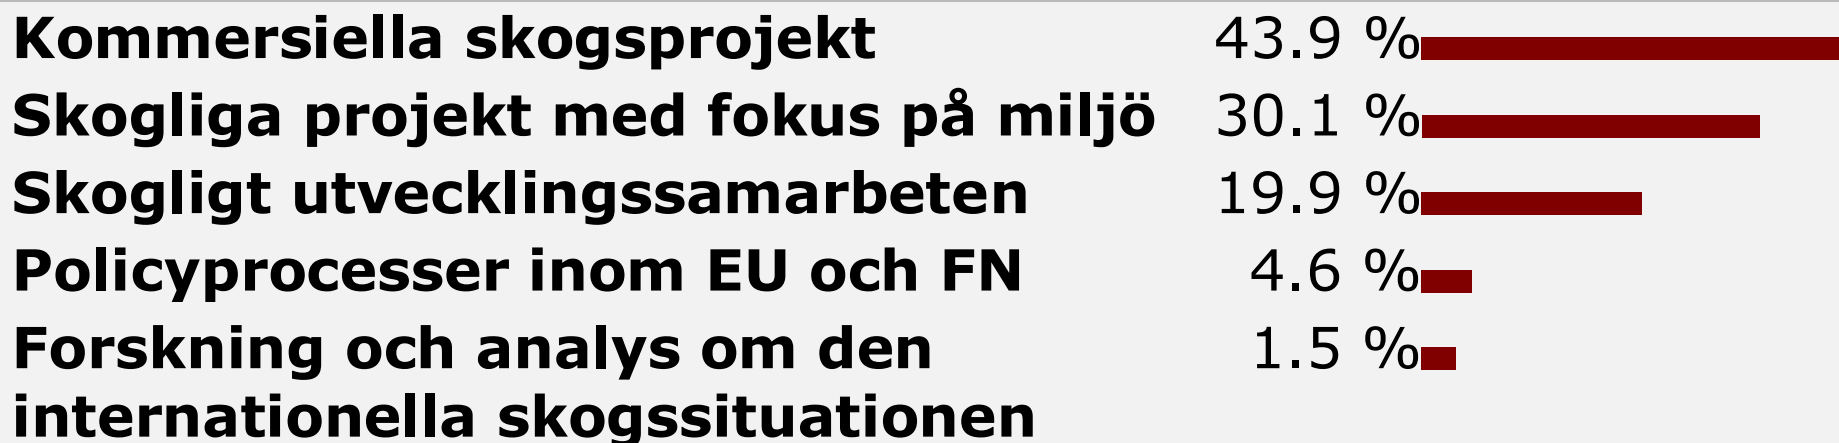 Kommersiella skogsprojekt 43.9 %
Skogliga projekt med fokus på miljö 30.1 %
Skogligt utvecklingssamarbeten 19.9 %
Policyprocesser inom EU och FN 4.6 %
Forskning och analys om den 1.5 %
internationella skogssituationen